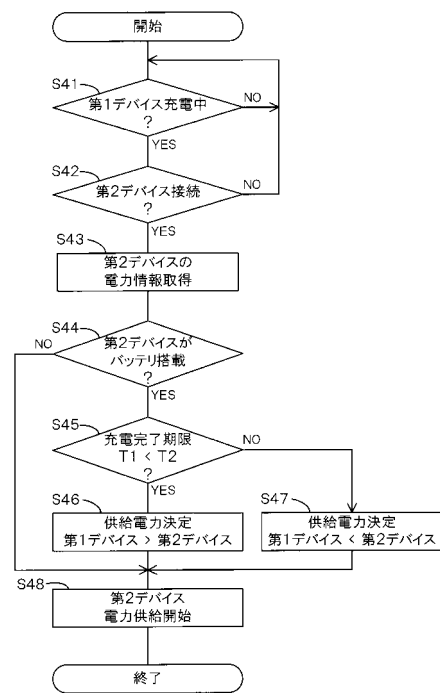 開始
S41
第1デバイス充電中
?
NO
YES
S42
第2デバイス接続
?
NO
YES
S43
第2デバイスの
電力情報取得
S44
第2デバイスが
バッテリ搭載
?
NO
YES
S45
充電完了期限
T1 < T2
?
NO
YES
S46
供給電力決定
第1デバイス > 第2デバイス
S47
供給電力決定
第1デバイス < 第2デバイス
S48
第2デバイス
電力供給開始
終了